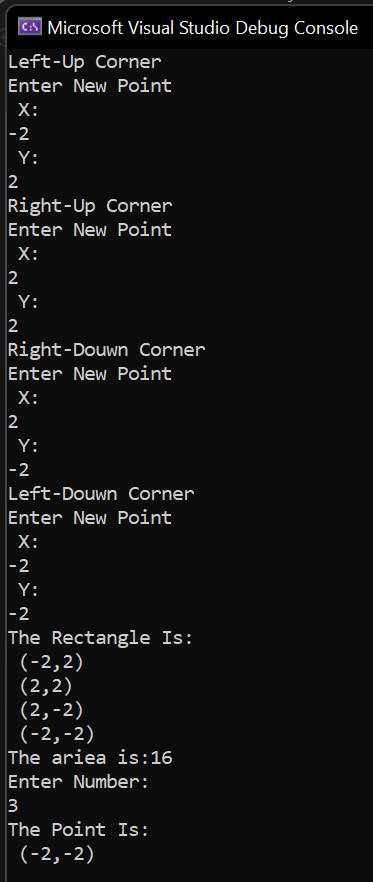 Microsoft Visual Studio Debug Console
Left-Up Corner
Enter New Point
 X:
-2
 Y:
2
Right-Up Corner
Enter New Point
 X:
2
 Y:
2
Right-Douwn Corner
Enter New Point
 X:
2
 Y:
-2
Left-Douwn Corner
Enter New Point
 X:
-2
 Y:
-2
The Rectangle Is:
 (-2,2)
 (2,2)
 (2,-2)
 (-2,-2)
The ariea is:16
Enter Number:
3
The Point Is:
 (-2,-2)